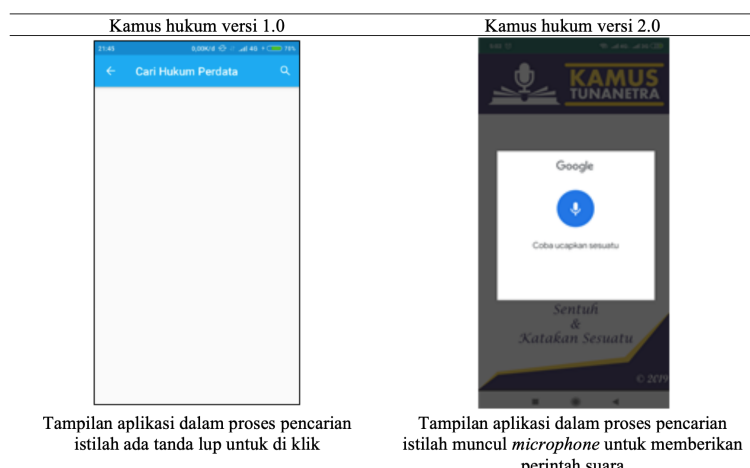 Kamus hukum versi 1.0
Kamus hukum versi 2.0
21:45
Cari Hukum Perdata
KAMUS
TUNANETRA
Google
Coba ucapkan sesuatu
Sentuh
&
Katakan Sesuatu
© 2019
Tampilan aplikasi dalam proses pencarian
istilah ada tanda lup untuk di klik
Tampilan aplikasi dalam proses pencarian
istilah muncul microphone untuk memberikan
perintah suara